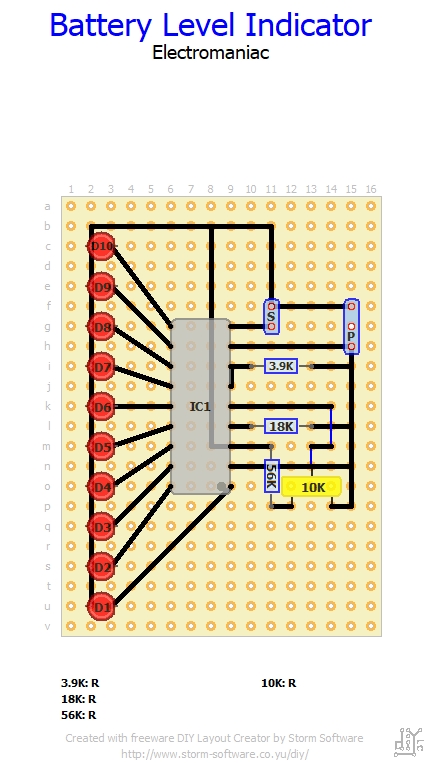 Battery Level Indicator
Electromaniac
1 2 3 4 5 6 7 8 9 10 11 12 13 14 15 16
a
b
c D10
d
e D9
f
S
g D8
P
h
i D7 3.9K
j
k D6 IC1
l 18K
m D5
n 56K
o D4 10K
p
q D3
r
s D2
t
u D1
v
3.9K: R 10K: R
18K: R
56K: R
Created with freeware DIY Layout Creator by Storm Software
http://www.storm-software.co.yu/diy/